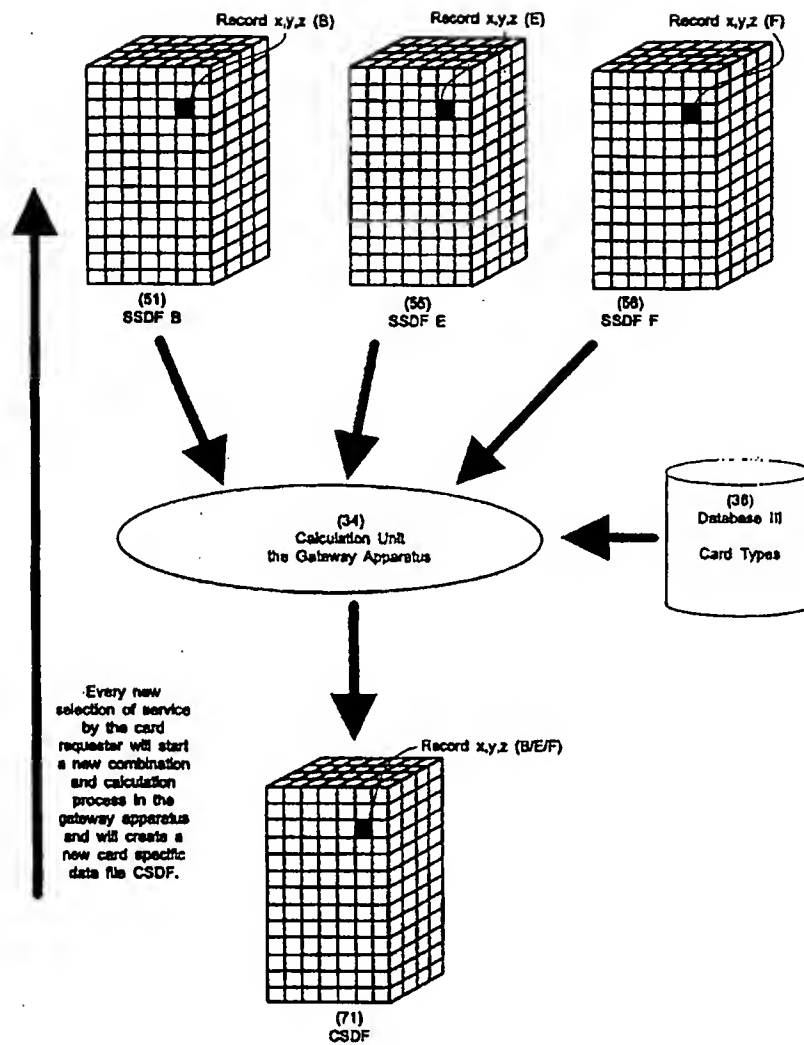 Record x,y,z (B)
Record x,y,z (E)
Record x,y,z (F)
(51)
SSDF B
(55)
SSDF E
(56)
SSDF F
(34)
Calculation Unit
the Gateway Apparatus
(36)
Database III
Card Types
Every new
selection of service
by the card
requester will start
a new combination
and calculation
process in the
gateway apparatus
and will create a
new card specific
data file CSDF.
Record x,y,z (B/E/F)
(71)
CSDF